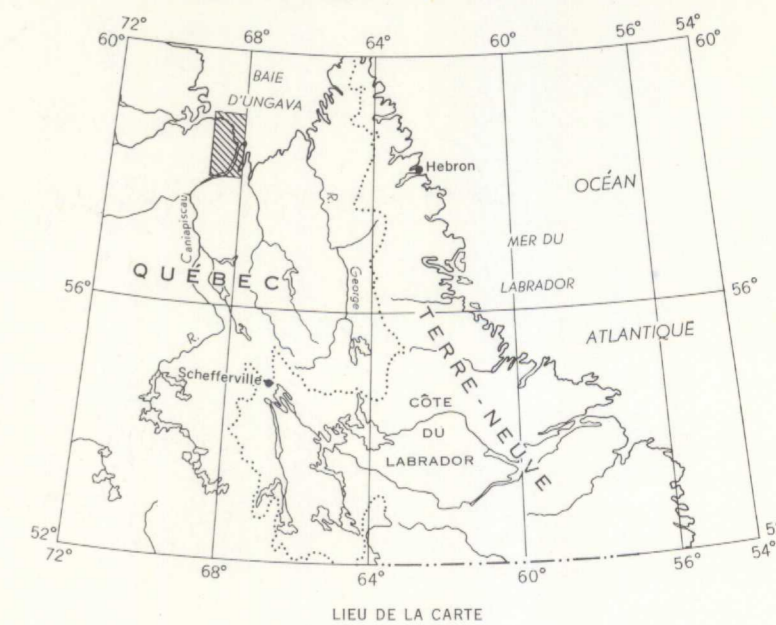 72°
68°
64°
60°
56°
54°
60°
60°
BAIE
D'UNGAVA
Hebron
OCÉAN
R.
Caniapiscau
MER DU
QUÉBEC
George
LABRADOR
56°
56°
ATLANTIQUE
TERRE-NEUVE
R.
Schefferville
CÔTE
DU
LABRADOR
52°
72°
68°
64°
60°
56°
54°
LIEU DE LA CARTE